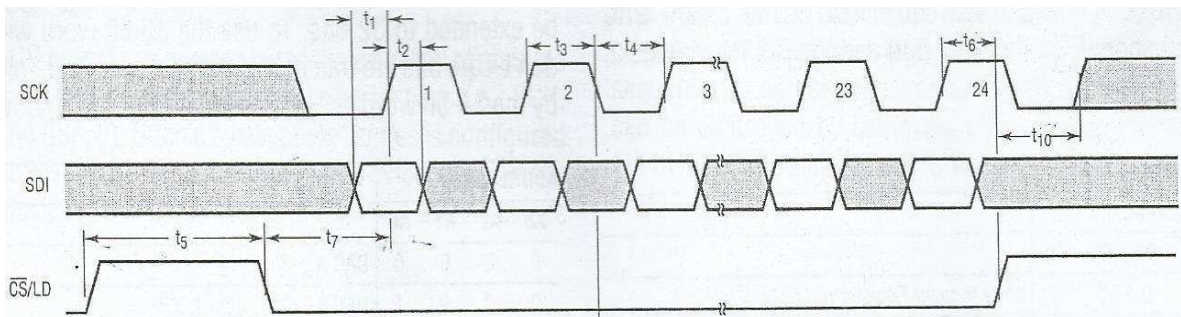 t1
t2 t3 t4 t6
SCK 1 2 3 23 24
t10
SDI
t5 t7
CS/LD